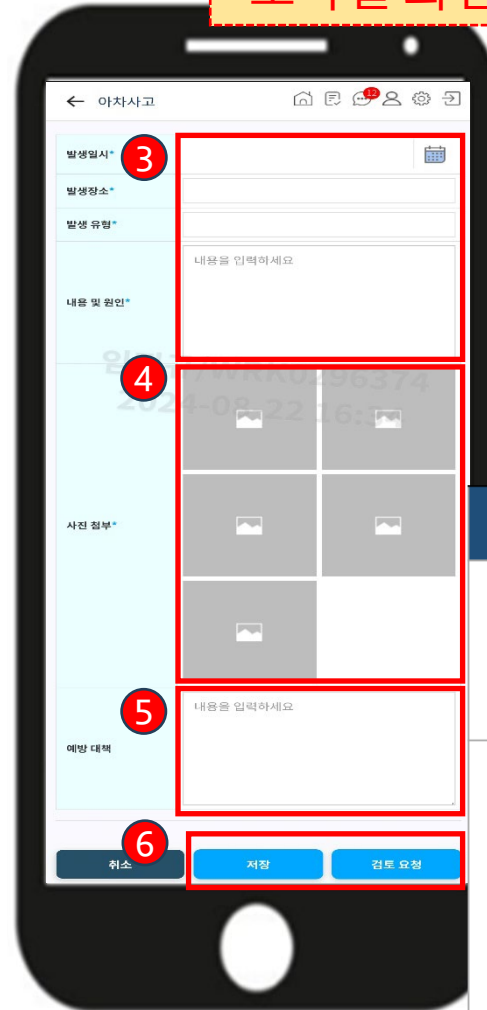 아차사고
12
발생일시*
3
발생장소*
발생 유형*
내용을 입력하세요
내용 및 원인*
4
/WRK0296374
2024-08-22 16:3
사진 첨부*
5
내용을 입력하세요
예방 대책
6
취소
저장
검토 요청